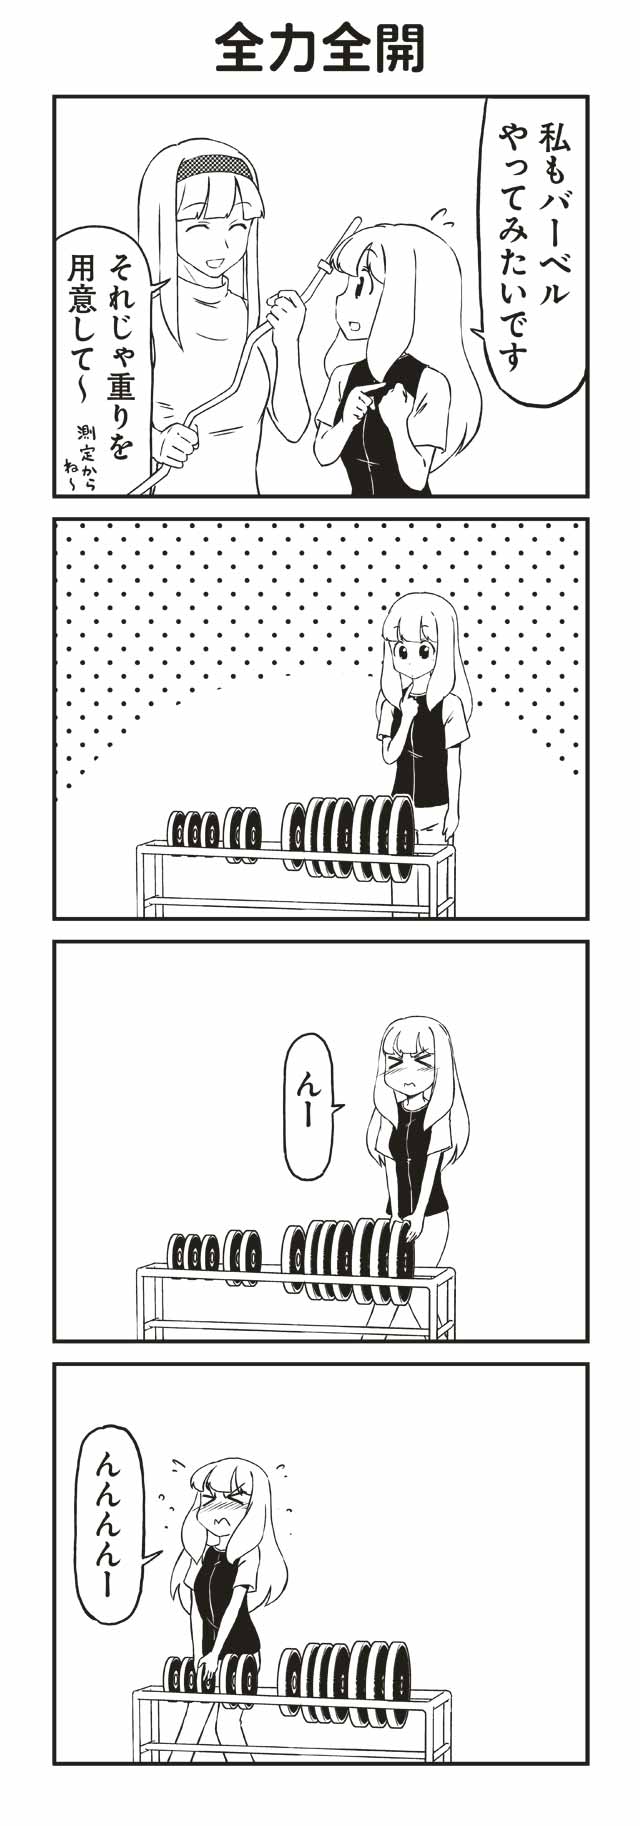 全力全開
私もバーベル
やってみたいです
それじゃ重りを
用意して～
測定から
ね～
んー
んんんんー